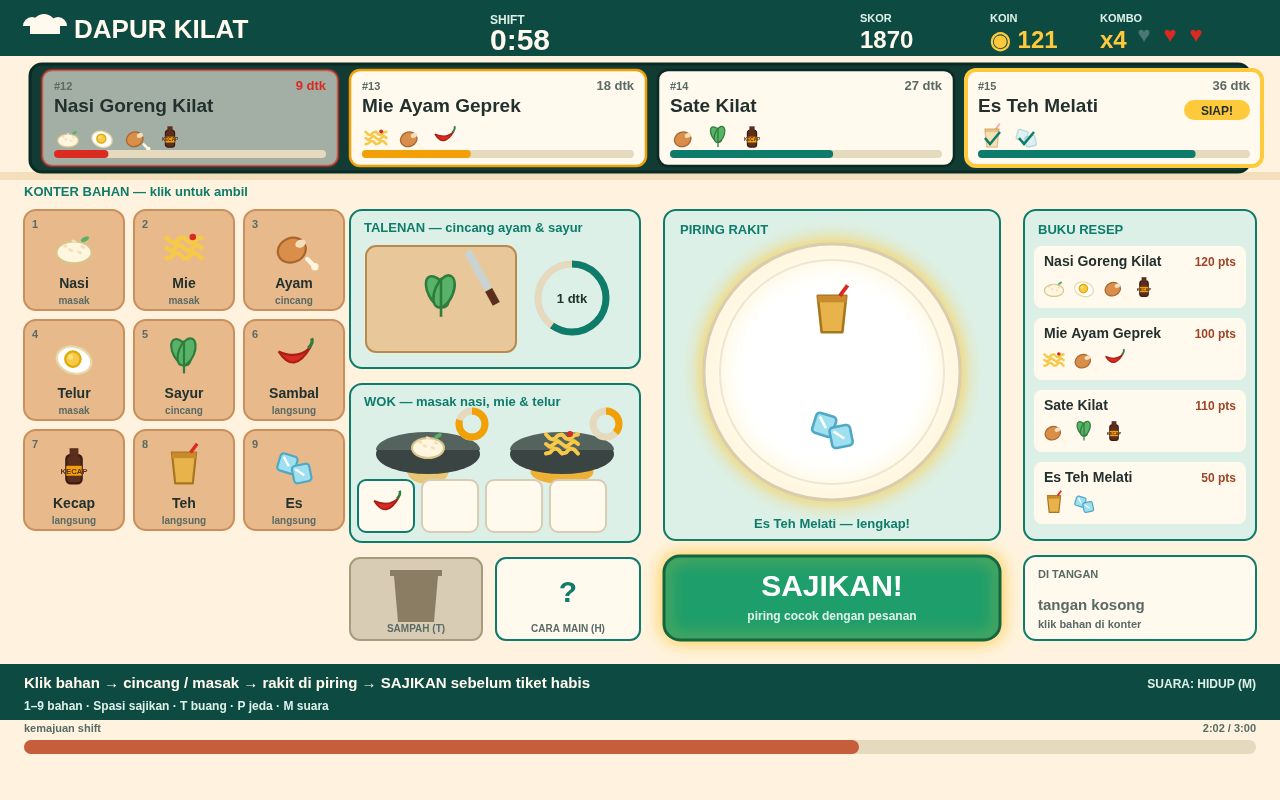 DAPUR KILAT
SHIFT
0:58
SKOR
1870
KOIN
121
KOMBO
x4
#12
9 dtk
Nasi Goreng Kilat
KECAP
#13
18 dtk
Mie Ayam Geprek
#14
27 dtk
Sate Kilat
KECAP
#15
36 dtk
Es Teh Melati
SIAP!
KONTER BAHAN — klik untuk ambil
1
Nasi
masak
2
Mie
masak
3
Ayam
cincang
4
Telur
masak
5
Sayur
cincang
6
Sambal
langsung
7
KECAP
Kecap
langsung
8
Teh
langsung
9
Es
langsung
TALENAN — cincang ayam & sayur
1 dtk
WOK — masak nasi, mie & telur
SAMPAH (T)
?
CARA MAIN (H)
PIRING RAKIT
Es Teh Melati — lengkap!
SAJIKAN!
piring cocok dengan pesanan
BUKU RESEP
Nasi Goreng Kilat
120 pts
KECAP
Mie Ayam Geprek
100 pts
Sate Kilat
110 pts
KECAP
Es Teh Melati
50 pts
DI TANGAN
tangan kosong
klik bahan di konter
Klik bahan → cincang / masak → rakit di piring → SAJIKAN sebelum tiket habis
1–9 bahan · Spasi sajikan · T buang · P jeda · M suara
SUARA: HIDUP (M)
kemajuan shift
2:02 / 3:00